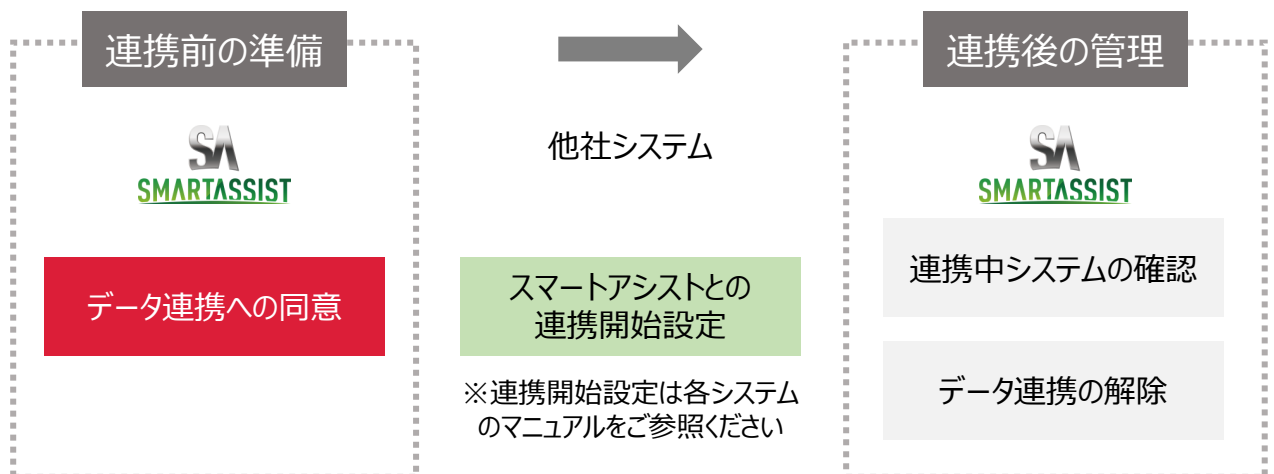 連携前の準備
SA
SMARTASSIST
データ連携への同意
他社システム
スマートアシストとの
連携開始設定
※連携開始設定は各システム
のマニュアルをご参照ください
連携後の管理
SA
SMARTASSIST
連携中システムの確認
データ連携の解除